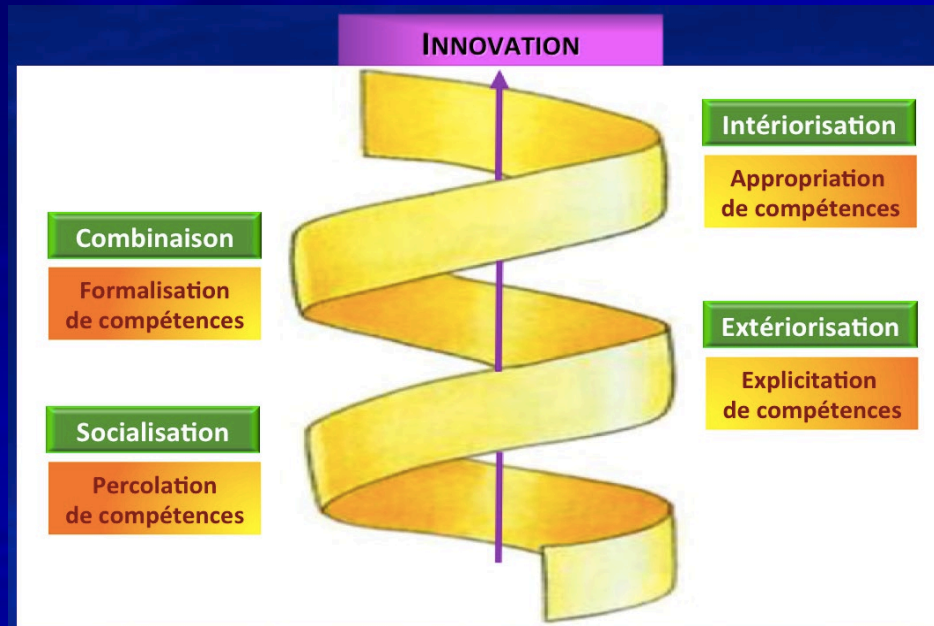 INNOVATION
Intériorisation
Appropriation
de compétences
Combinaison
Formalisation
de compétences
Extériorisation
Explicitation
de compétences
Socialisation
Percolation
de compétences